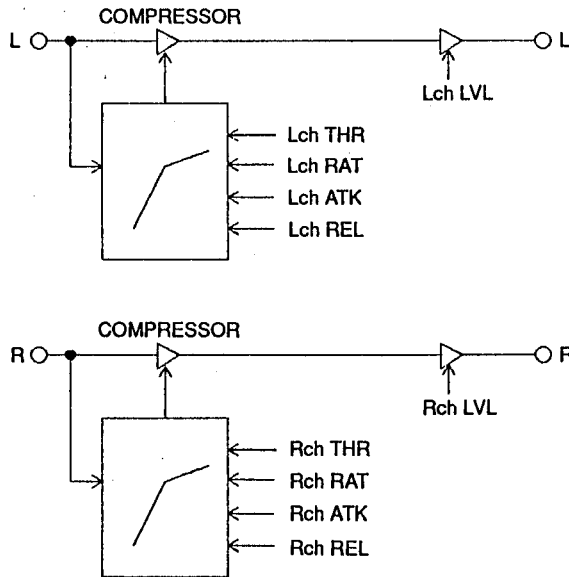 COMPRESSOR
L L
Lch LVL
Lch THR
Lch RAT
Lch ATK
Lch REL
COMPRESSOR
R R
Rch LVL
Rch THR
Rch RAT
Rch ATK
Rch REL